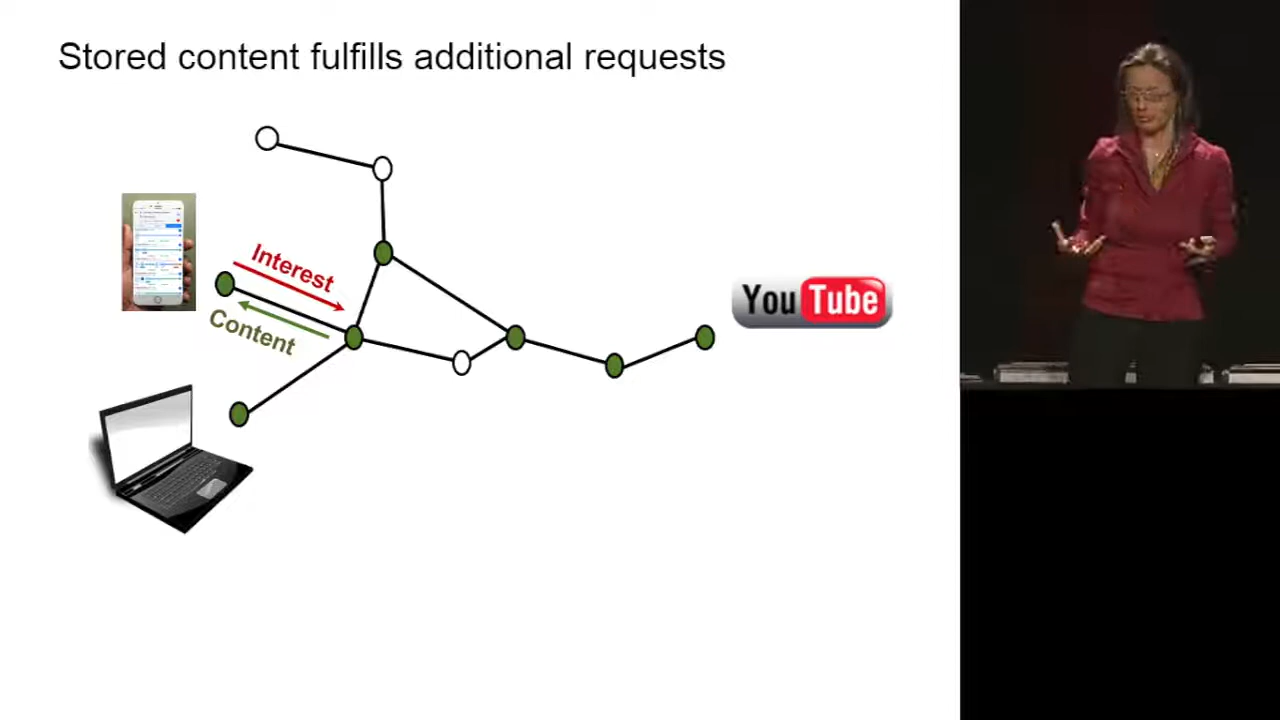 Stored content fulfills additional requests
Interest
Content
YouTube